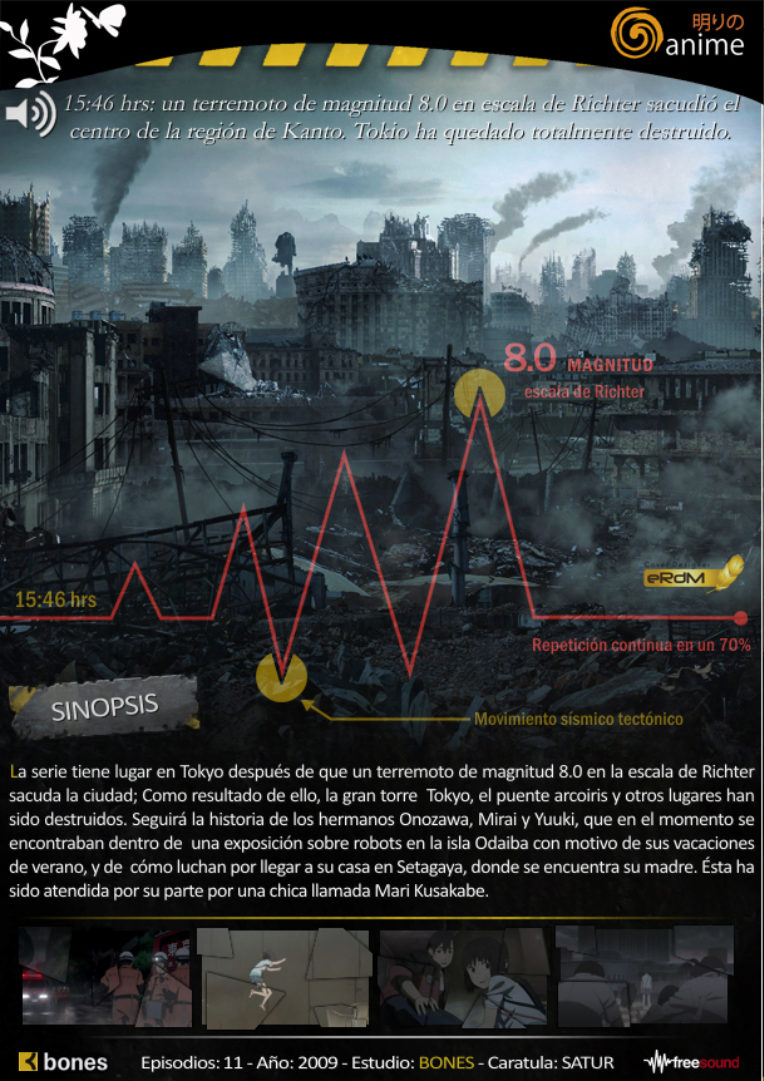 明りの
anime
15:46 hrs: un terremoto de magnitud 8.0 en escala de Richter sacudió el
centro de la región de Kanto. Tokio ha quedado totalmente destruido.
8.0 MAGNITUD
escala de Richter
eRdM
15:46 hrs
Repetición continua en un 70%
SINOPSIS
Movimiento sísmico tectónico
La serie tiene lugar en Tokyo después de que un terremoto de magnitud 8.0 en la escala de Richter
sacuda la ciudad; Como resultado de ello, la gran torre Tokyo, el puente arcoiris y otros lugares han
sido destruidos. Seguirá la historia de los hermanos Onozawa, Mirai y Yuuki, que en el momento se
encontraban dentro de una exposición sobre robots en la isla Odaiba con motivo de sus vacaciones
de verano, y de cómo luchan por llegar a su casa en Setagaya, donde se encuentra su madre. Ésta ha
sido atendida por su parte por una chica llamada Mari Kusakabe.
bones
Episodios: 11 - Año: 2009 - Estudio: BONES - Caratula: SATUR
freesound